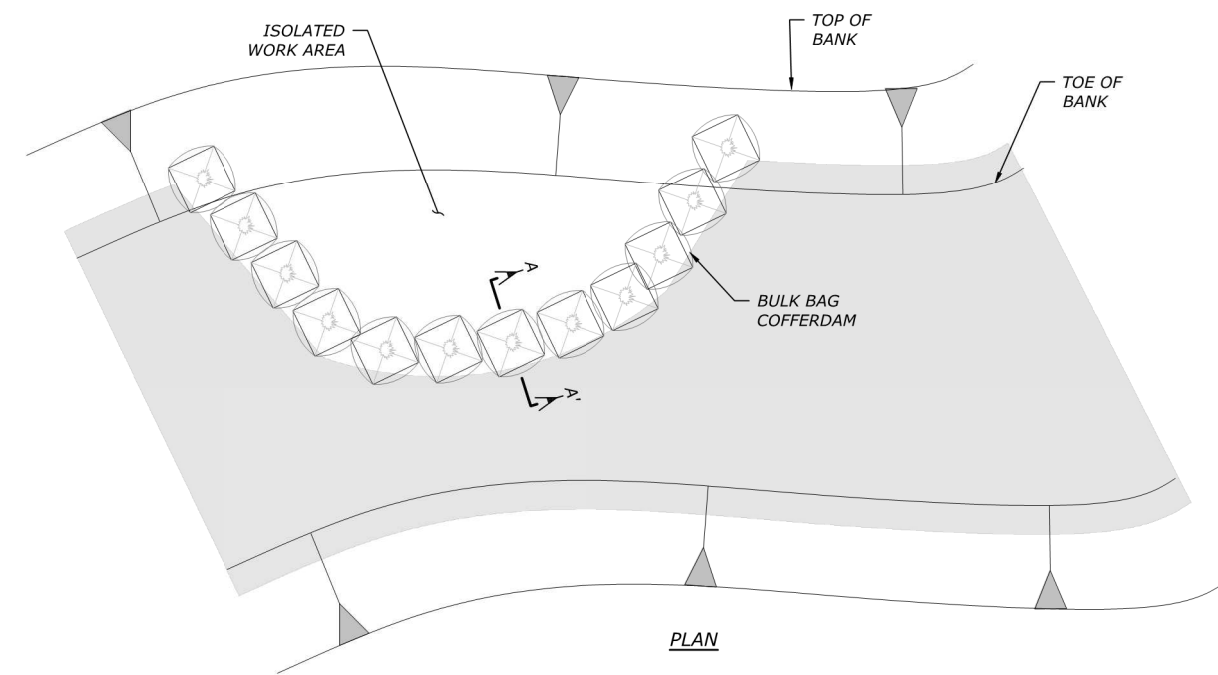 ISOLATED
WORK AREA
TOP OF
BANK
TOE OF
BANK
A
BULK BAG
COFFERDAM
A'
PLAN